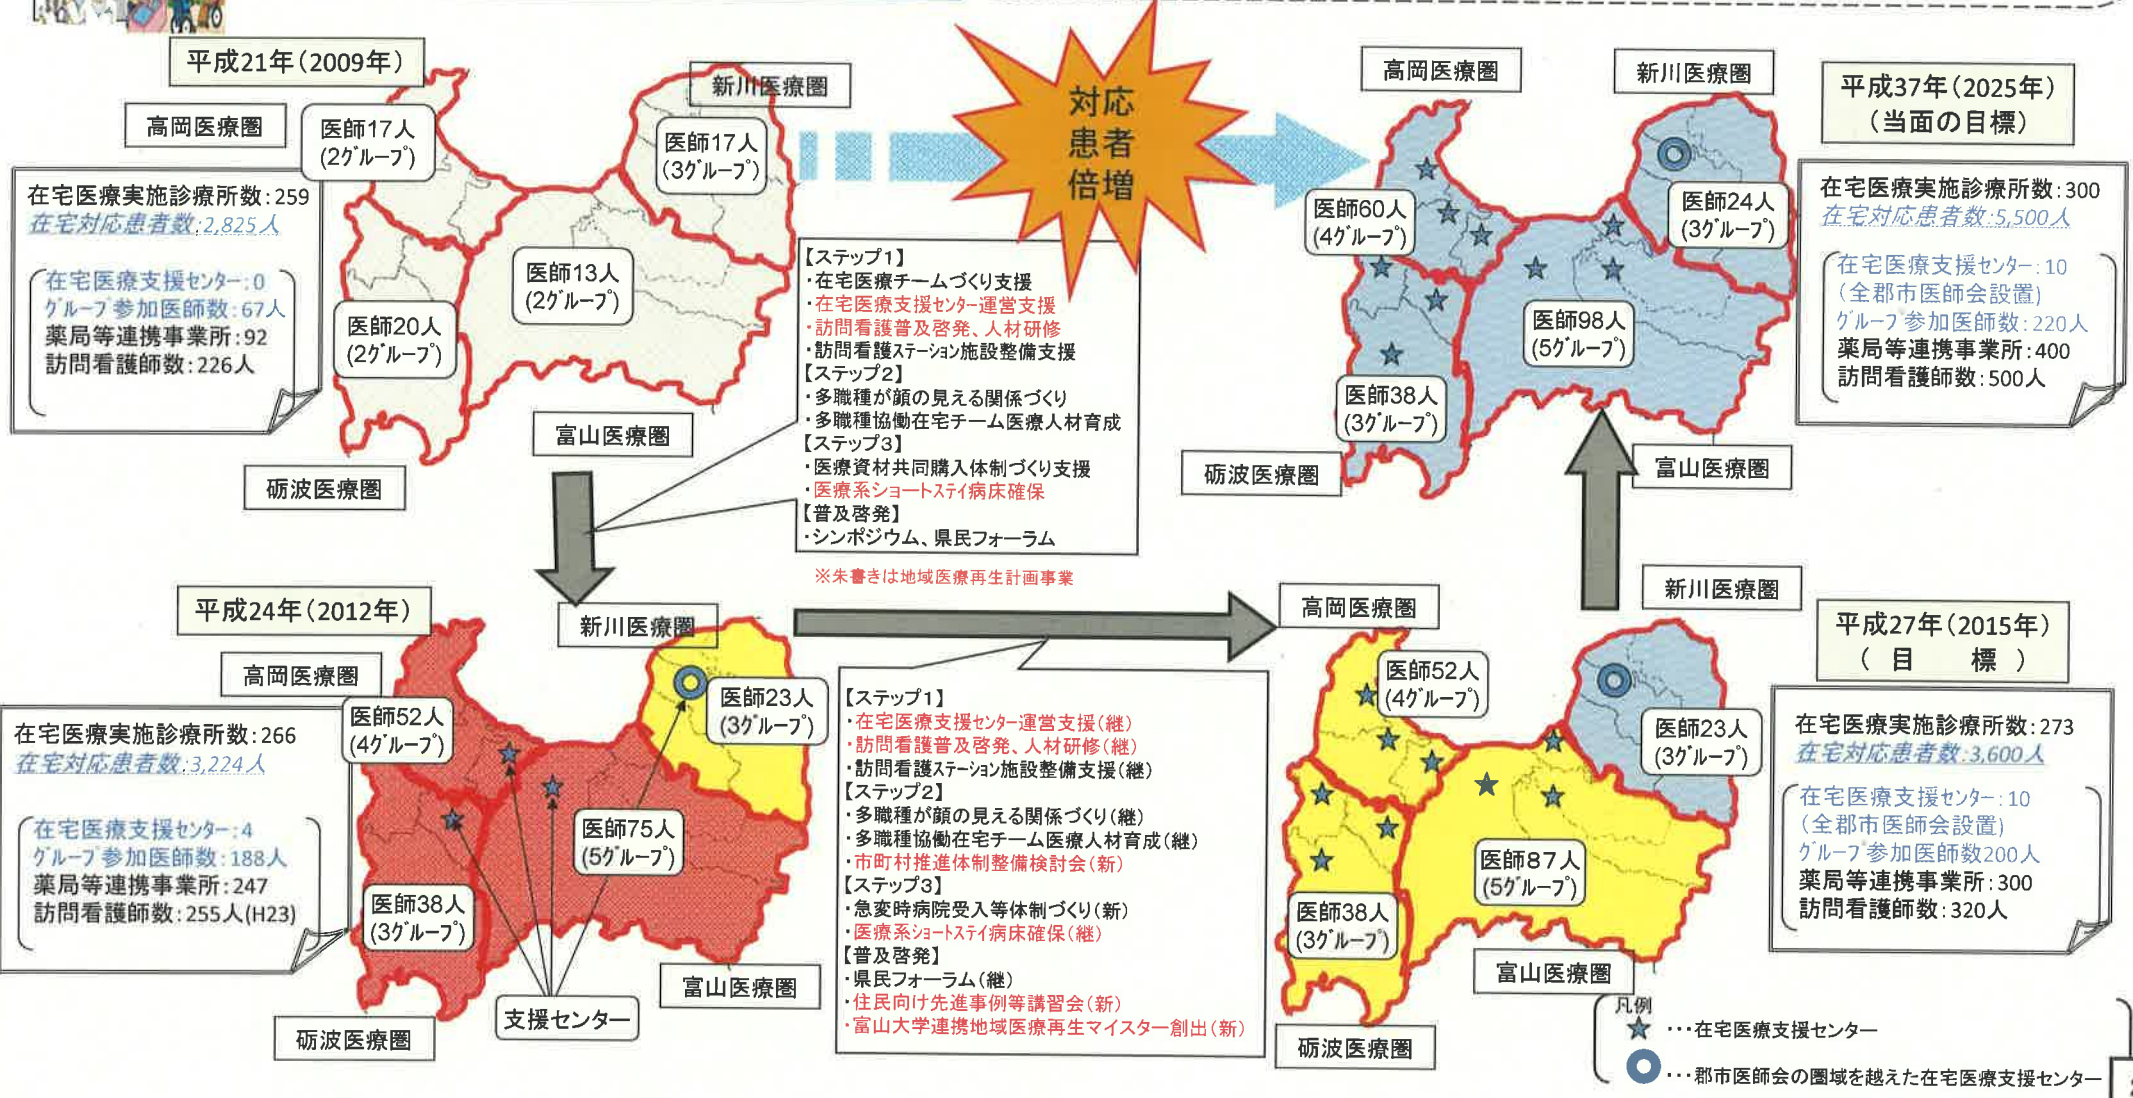 平成21年(2009年)
高岡医療圏
新川医療圏
医師17人
(2ｸﾞﾙｰﾌﾟ)
医師17人
(3ｸﾞﾙｰﾌﾟ)
在宅医療実施診療所数:259
在宅対応患者数:2,825人
在宅医療支援センター:0
ｸﾞﾙｰﾌﾟ参加医師数:67人
薬局等連携事業所:92
訪問看護師数:226人
医師13人
(2ｸﾞﾙｰﾌﾟ)
医師20人
(2ｸﾞﾙｰﾌﾟ)
富山医療圏
砺波医療圏
対応
患者
倍増
【ステップ1】
・在宅医療チームづくり支援
・在宅医療支援ｾﾝﾀｰ運営支援
・訪問看護普及啓発、人材研修
・訪問看護ｽﾃｰｼｮﾝ施設整備支援
【ステップ2】
・多職種が顔の見える関係づくり
・多職種協働在宅チーム医療人材育成
【ステップ3】
・医療資材共同購入体制づくり支援
・医療系ショートｽﾃｲ病床確保
【普及啓発】
・シンポジウム、県民フォーラム
※朱書きは地域医療再生計画事業
高岡医療圏
新川医療圏
平成37年(2025年)
(当面の目標)
医師60人
(4ｸﾞﾙｰﾌﾟ)
医師24人
(3ｸﾞﾙｰﾌﾟ)
医師98人
(5ｸﾞﾙｰﾌﾟ)
医師38人
(3ｸﾞﾙｰﾌﾟ)
砺波医療圏
富山医療圏
在宅医療実施診療所数:300
在宅対応患者数:5,500人
在宅医療支援センター:10
(全郡市医師会設置)
ｸﾞﾙｰﾌﾟ参加医師数:220人
薬局等連携事業所:400
訪問看護師数:500人
平成24年(2012年)
高岡医療圏
新川医療圏
医師52人
(4ｸﾞﾙｰﾌﾟ)
医師23人
(3ｸﾞﾙｰﾌﾟ)
在宅医療実施診療所数:266
在宅対応患者数:3,224人
在宅医療支援ｾﾝﾀｰ:4
ｸﾞﾙｰﾌﾟ参加医師数:188人
薬局等連携事業所:247
訪問看護師数:255人(H23)
医師75人
(5ｸﾞﾙｰﾌﾟ)
医師38人
(3ｸﾞﾙｰﾌﾟ)
富山医療圏
支援センター
砺波医療圏
【ステップ1】
・在宅医療支援ｾﾝﾀｰ運営支援(継)
・訪問看護普及啓発、人材研修(継)
・訪問看護ｽﾃｰｼｮﾝ施設整備支援(継)
【ステップ2】
・多職種が顔の見える関係づくり(継)
・多職種協働在宅チーム医療人材育成(継)
・市町村推進体制整備検討会(新)
【ステップ3】
・急変時病院受入等体制づくり(新)
・医療系ｼｮｰﾄｽﾃｲ病床確保(継)
【普及啓発】
・県民フォーラム(継)
・住民向け先進事例等講習会(新)
・富山大学連携地域医療再生マイスター創出(新)
高岡医療圏
新川医療圏
平成27年(2015年)
(目　標)
医師52人
(4ｸﾞﾙｰﾌﾟ)
医師23人
(3ｸﾞﾙｰﾌﾟ)
医師87人
(5ｸﾞﾙｰﾌﾟ)
医師38人
(3ｸﾞﾙｰﾌﾟ)
富山医療圏
砺波医療圏
在宅医療実施診療所数:273
在宅対応患者数:3,600人
在宅医療支援ｾﾝﾀｰ:10
(全郡市医師会設置)
ｸﾞﾙｰﾌﾟ参加医師数200人
薬局等連携事業所:300
訪問看護師数:320人
凡例
★ ･･･在宅医療支援センター
◎ ･･･郡市医師会の圏域を越えた在宅医療支援センター